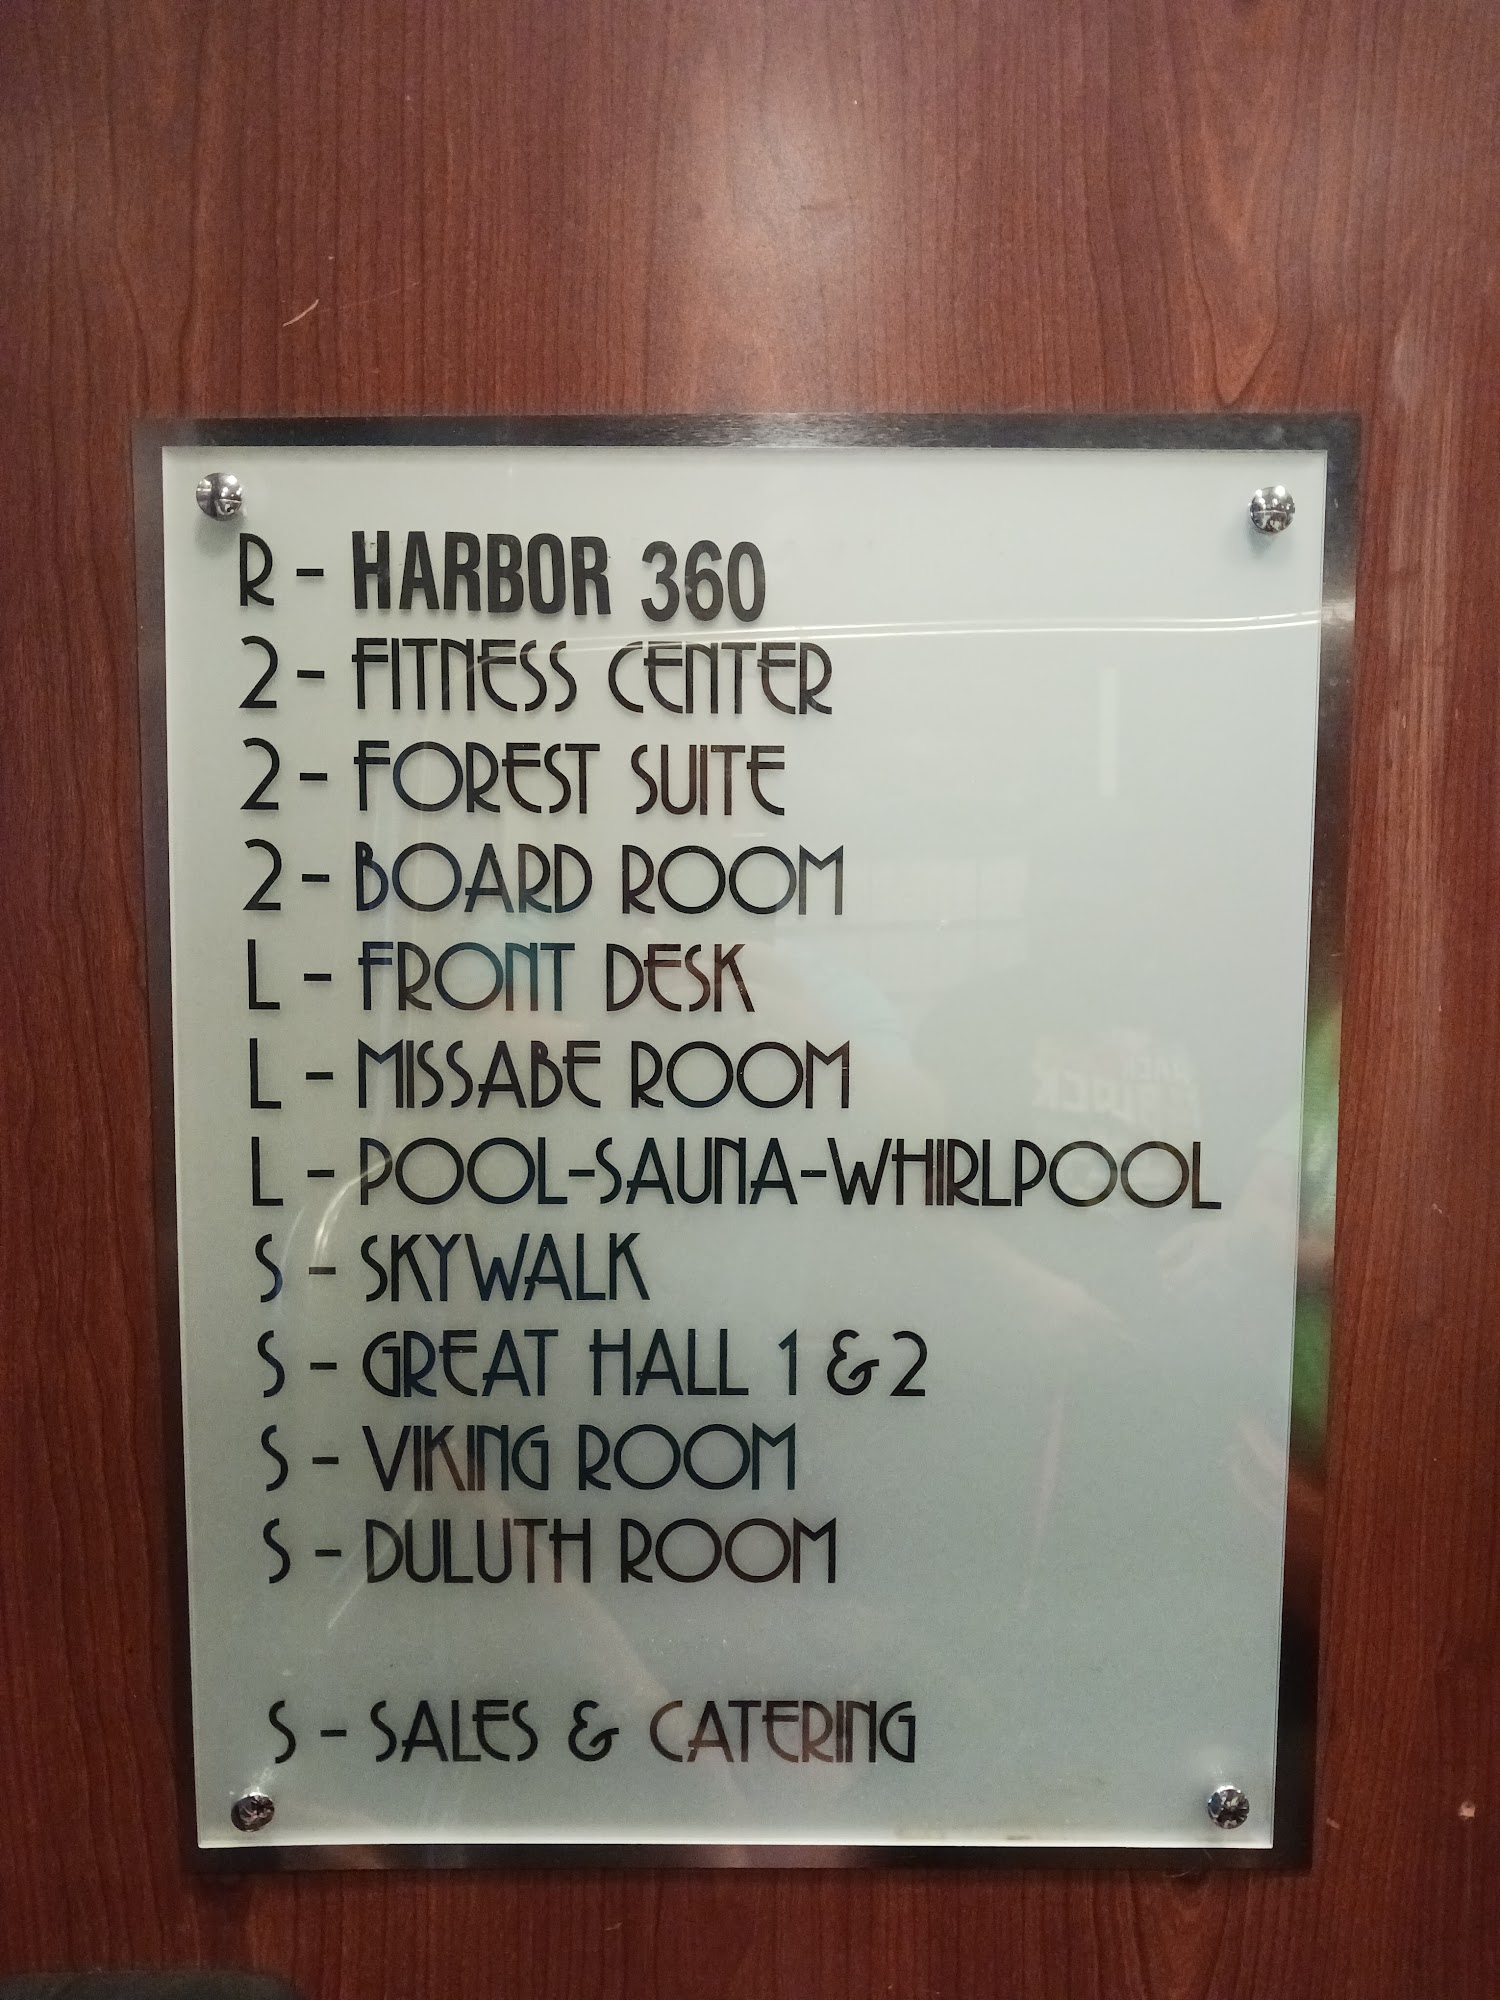 R - HARBOR 360
2 - FITNESS CENTER
2 - FOREST SUITE
2 - BOARD ROOM
L - FRONT DESK
L - MISSABE ROOM
L - POOL-SAUNA-WHIRLPOOL
S - SKYWALK
S - GREAT HALL 1 & 2
S - VIKING ROOM
S - DULUTH ROOM
S - SALES & CATERING